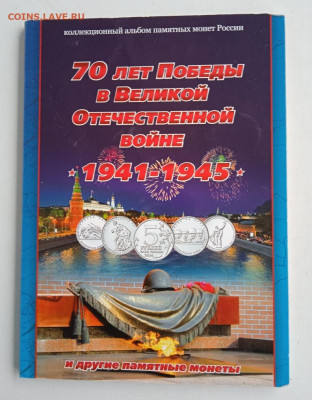 COINS.LAVE.RU
коллекционный альбом памятных монет России
70 лет Победы
в Великой
Отечественной
войне
1941-1945
5
и другие памятные монеты